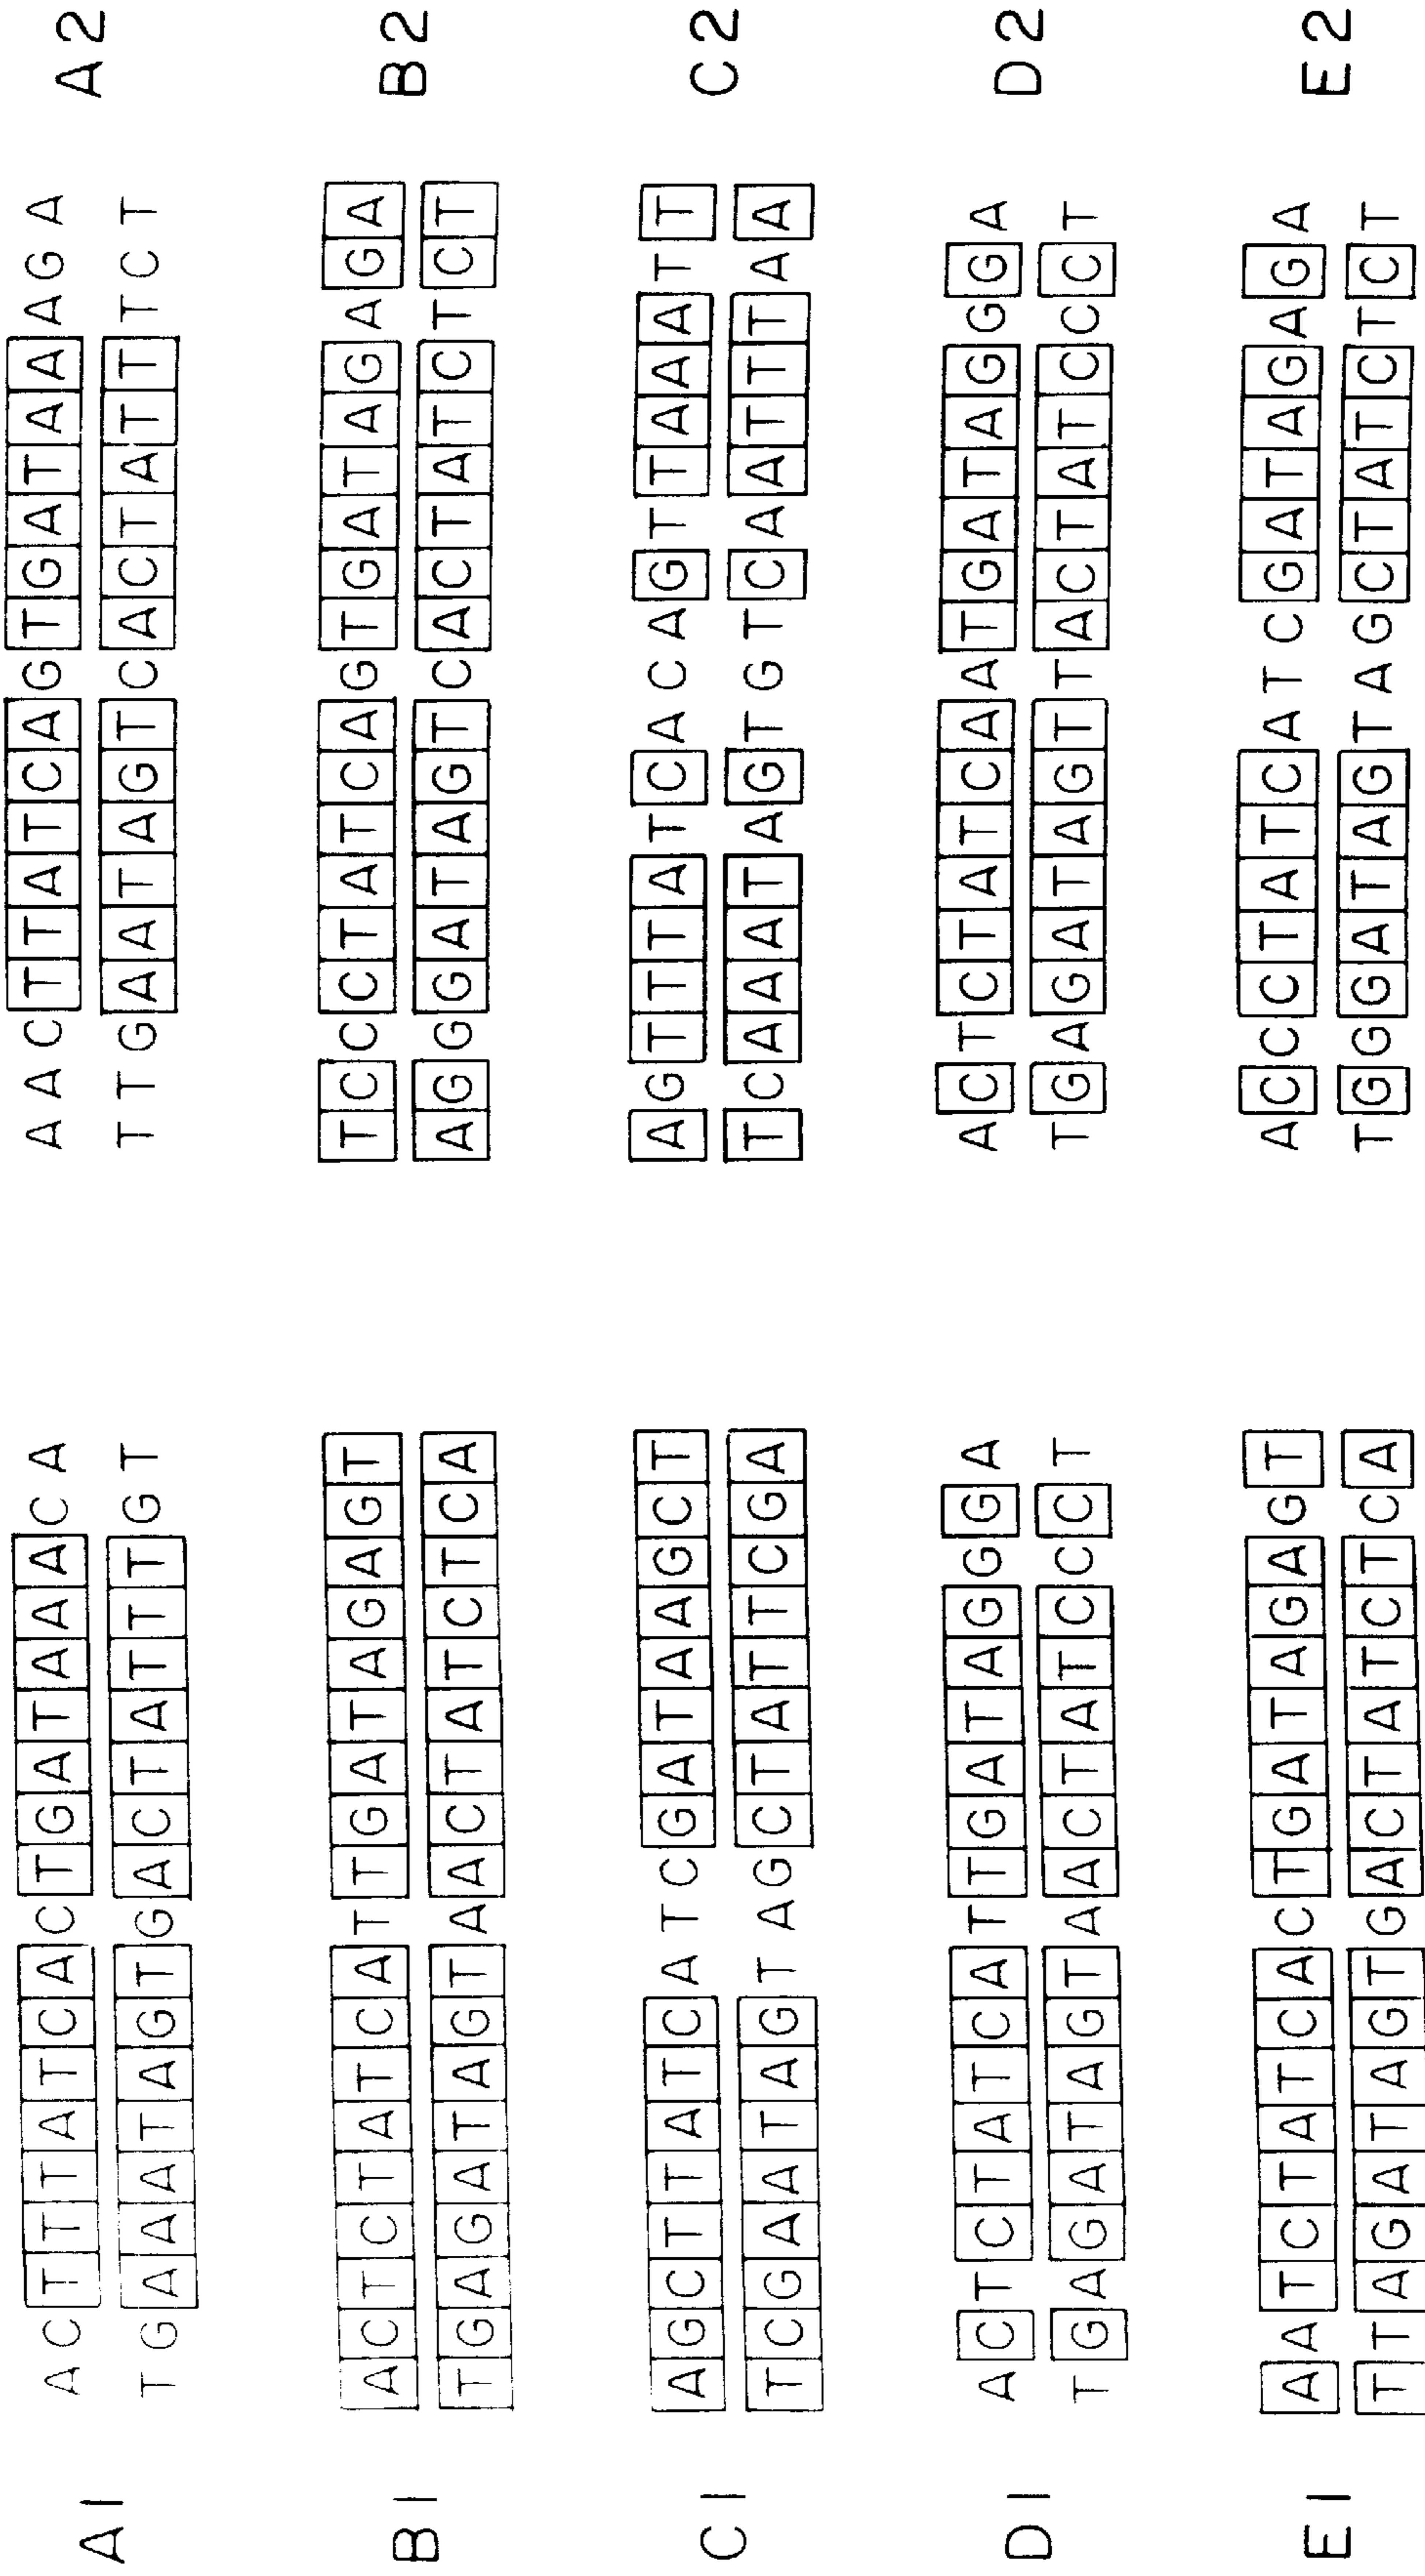 A1
ACTTTATCACTGATAAACA
TGAAATAGTGACTATTTGT
AACTTATCAGTGATAAAGA
TTGAATAGTCACTATTTCT
A2
B1
ACTCTATCATTGATAGAGT
TGAGATAGTAACTATCTCA
TCCCTATCAGTGATAGAGA
AGGGATAGTCACTATCTCT
B2
C1
AGCTTATCATCGATAAGCT
TCGAATAGTAGCTATTCGA
AGTTTATCACAGTTAAATT
TCAAATAGTGTCAATTTAA
C2
D1
ACTCTATCATTGATAGGGA
TGAGATAGTAACTATCCCT
ACTCTATCAATGATAGGGA
TGAGATAGTTACTATCCCT
D2
E1
AATCTATCACTGATAGAGT
TTAGATAGTGACTATCTCA
ACCCTATCATCGATAGAGA
TGGGATAGTAGCTATCTCT
E2